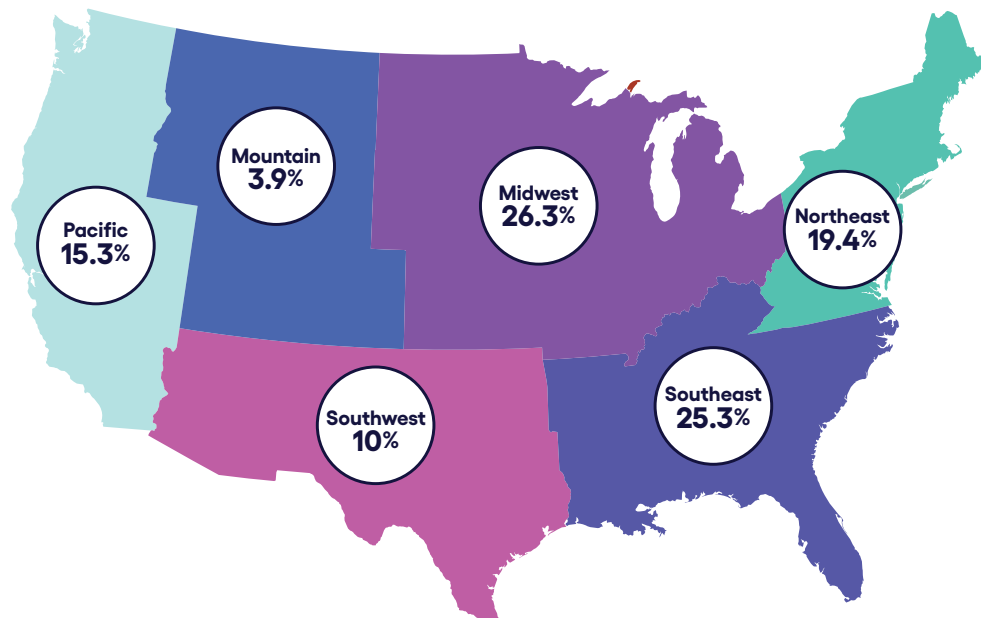 Mountain
3.9%
Midwest
26.3%
Northeast
19.4%
Pacific
15.3%
Southeast
25.3%
Southwest
10%